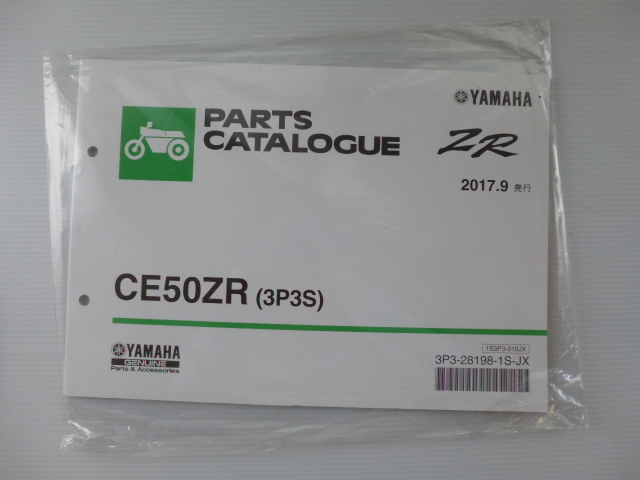 YAMAHA
PARTS
CATALOGUE
ZR
2017.9 発行
CE50ZR (3P3S)
YAMAHA
GENUINE
Parts & Accessories
1S3P3-010JX
3P3-28198-1S-JX